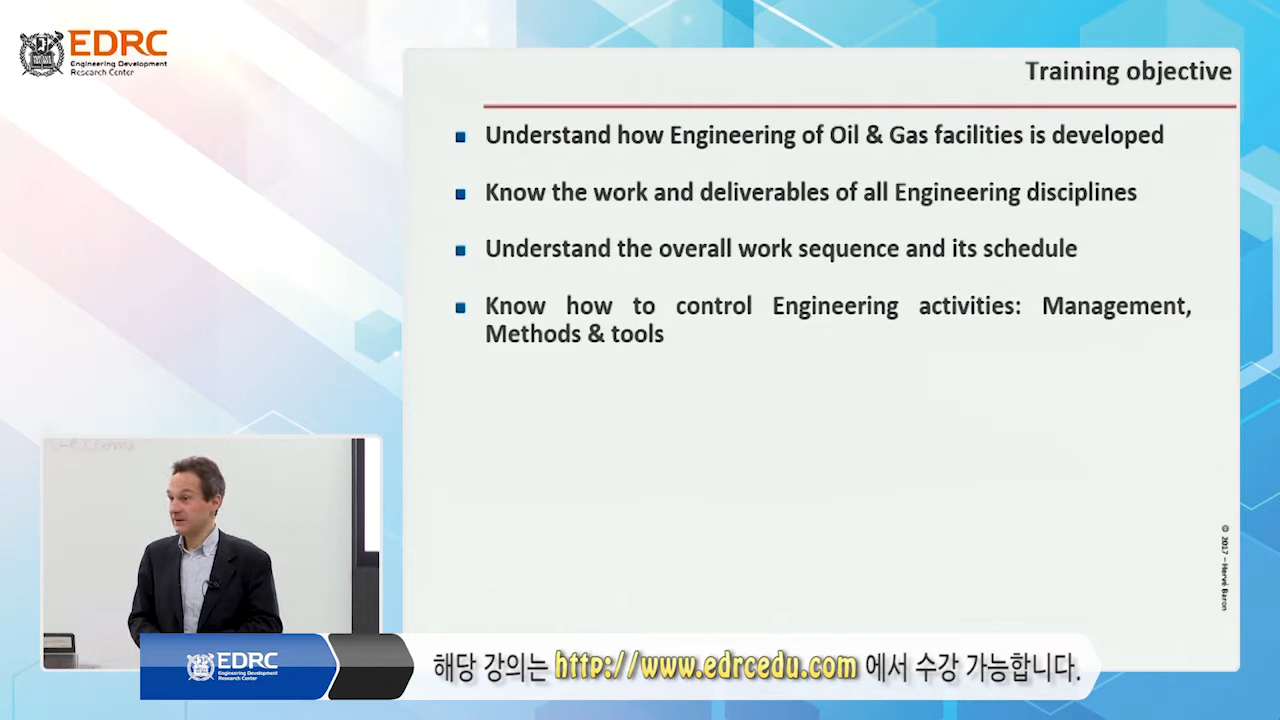 EDRC
Engineering Development
Research Center
Training objective
Understand how Engineering of Oil & Gas facilities is developed
Know the work and deliverables of all Engineering disciplines
Understand the overall work sequence and its schedule
Know how to control Engineering activities: Management,
Methods & tools
© 2017 – Hervé Baron
EDRC
Engineering Development
Research Center
해당 강의는 http://www.edrcedu.com 에서 수강 가능합니다.